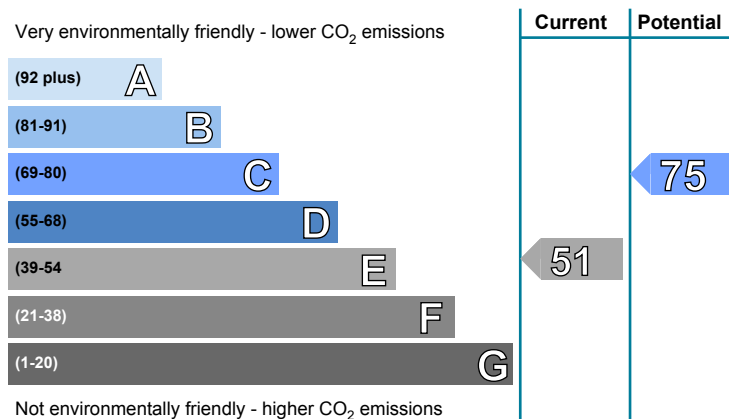 Very environmentally friendly - lower CO2 emissions
Current
Potential
(92 plus) A
(81-91) B
(69-80) C
75
(55-68) D
(39-54 E
51
(21-38) F
(1-20) G
Not environmentally friendly - higher CO2 emissions